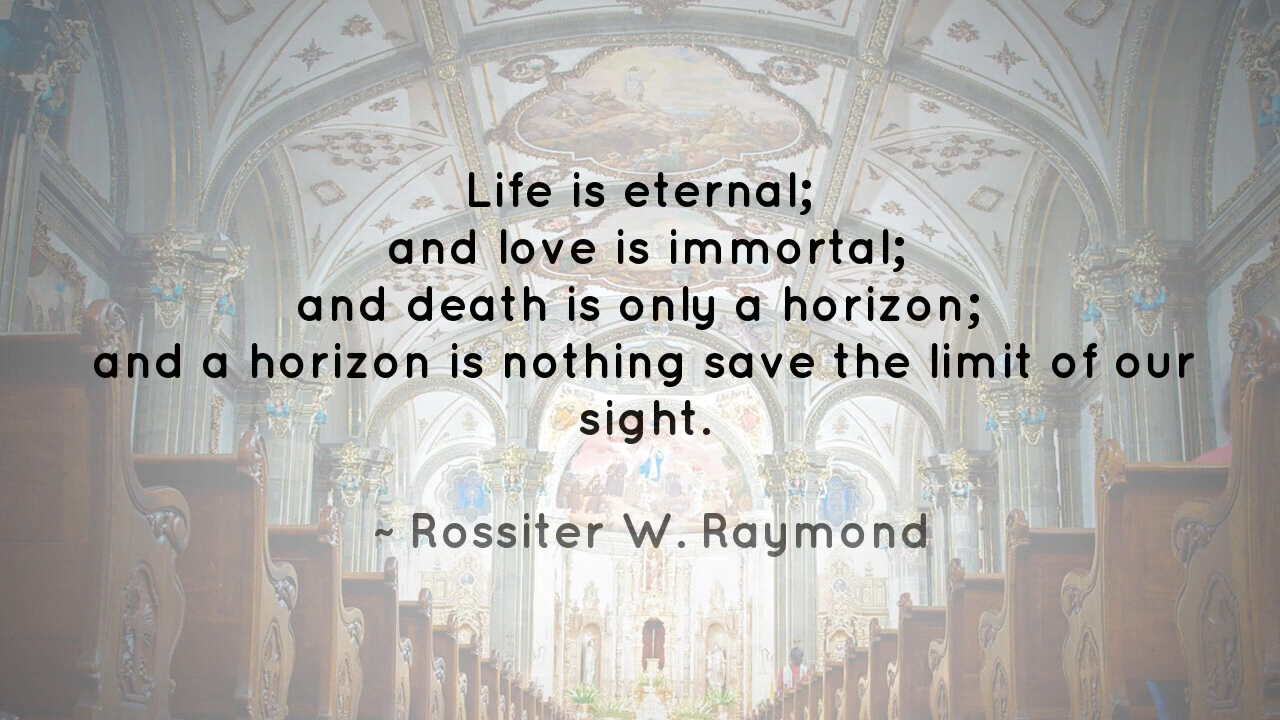 Life is eternal;
and love is immortal;
and death is only a horizon;
and a horizon is nothing save the limit of our
sight.
~ Rossiter W. Raymond